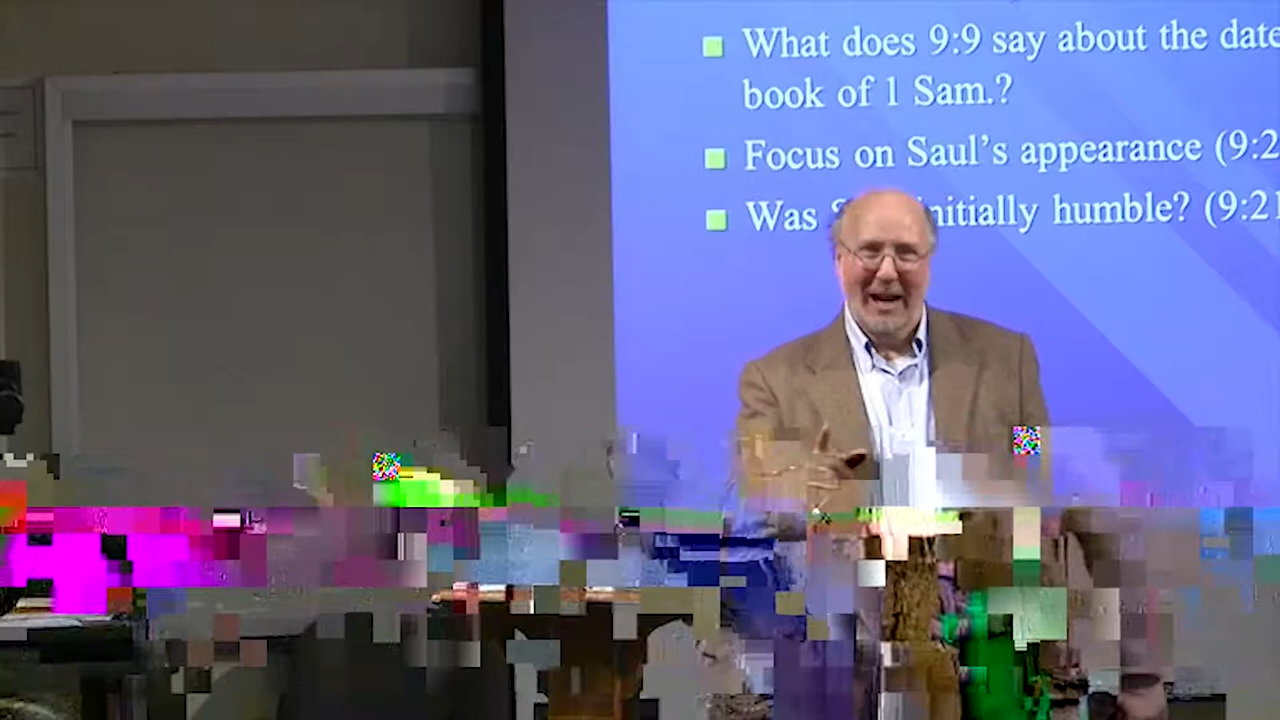 What does 9:9 say about the date
book of 1 Sam.?
Focus on Saul's appearance (9:2
Was initially humble? (9:21